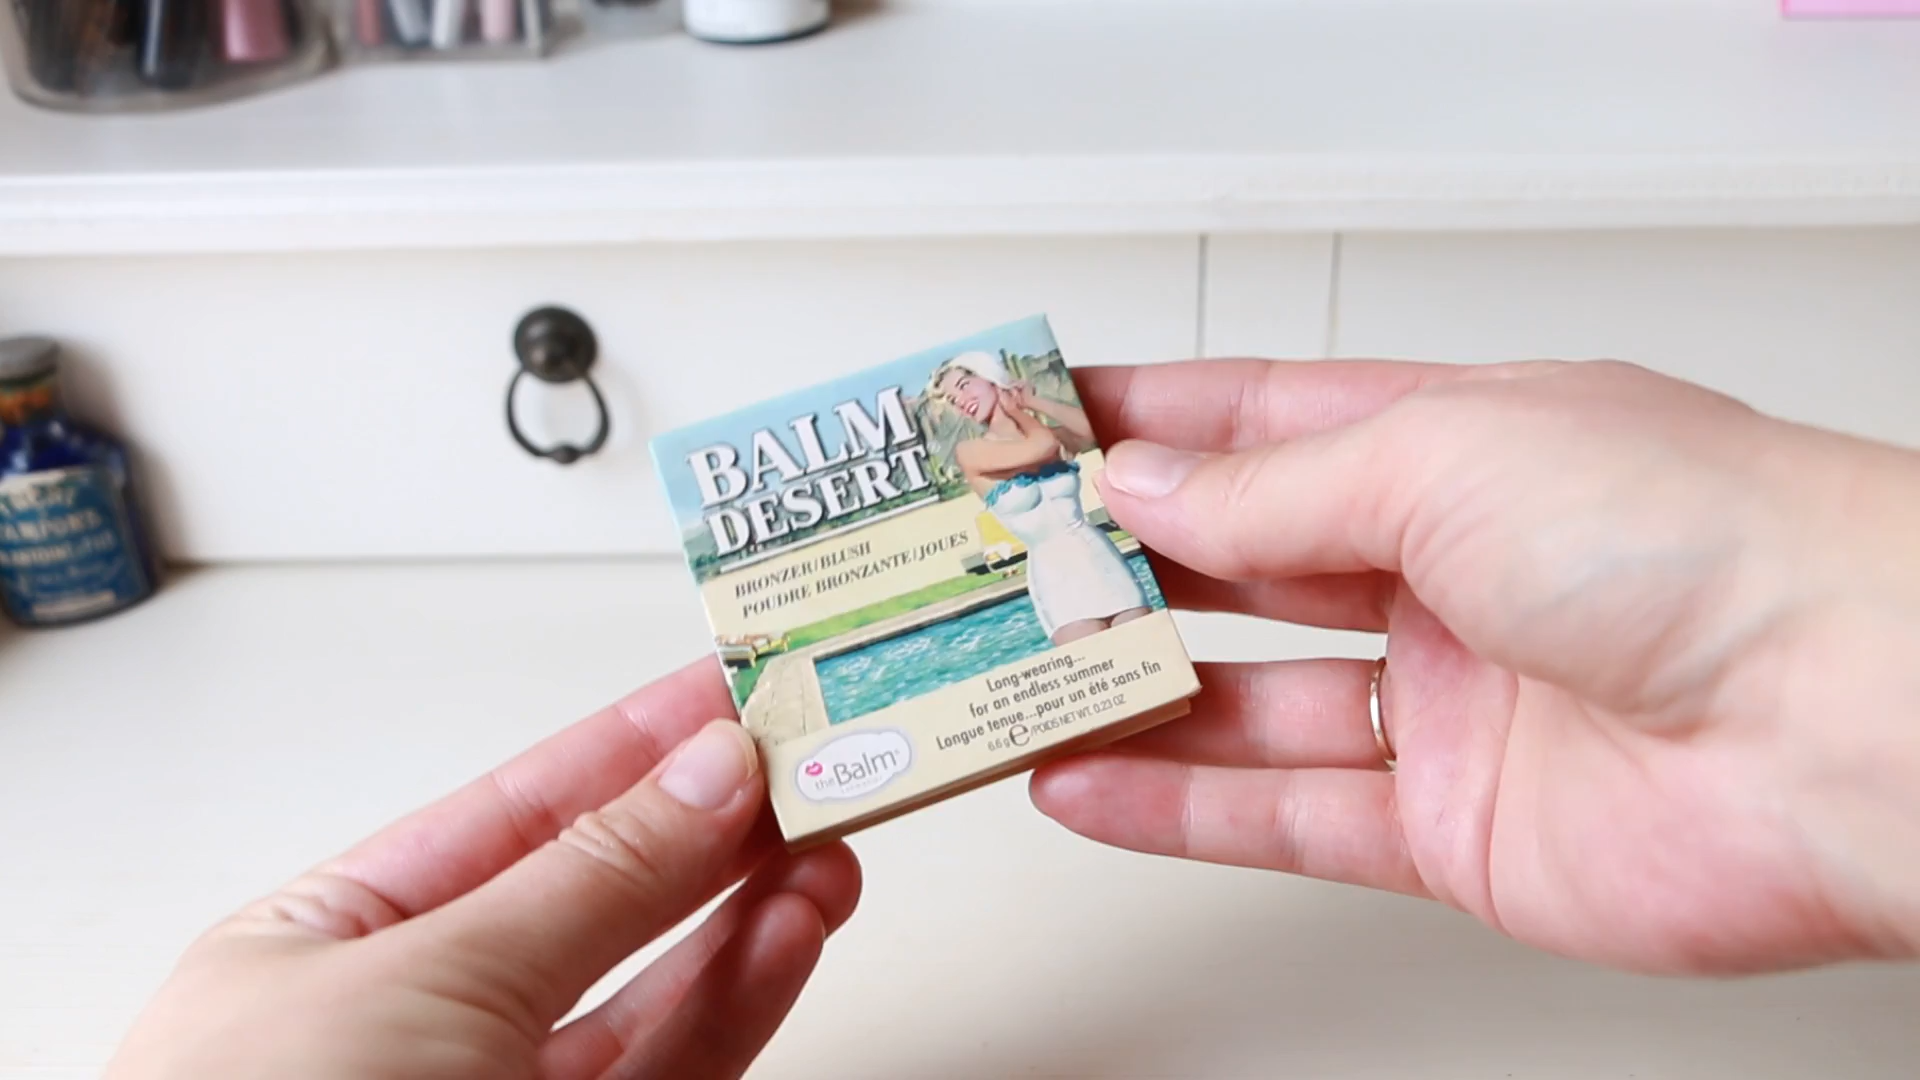 BALM
DESERT
BRONZER/BLUSH
POUDRE BRONZANTE/JOUES
Long-wearing...
for an endless summer
Longue tenue...pour un été sans fin
6.6 g e/POIDS NET WT. 0.23 OZ
theBalm®